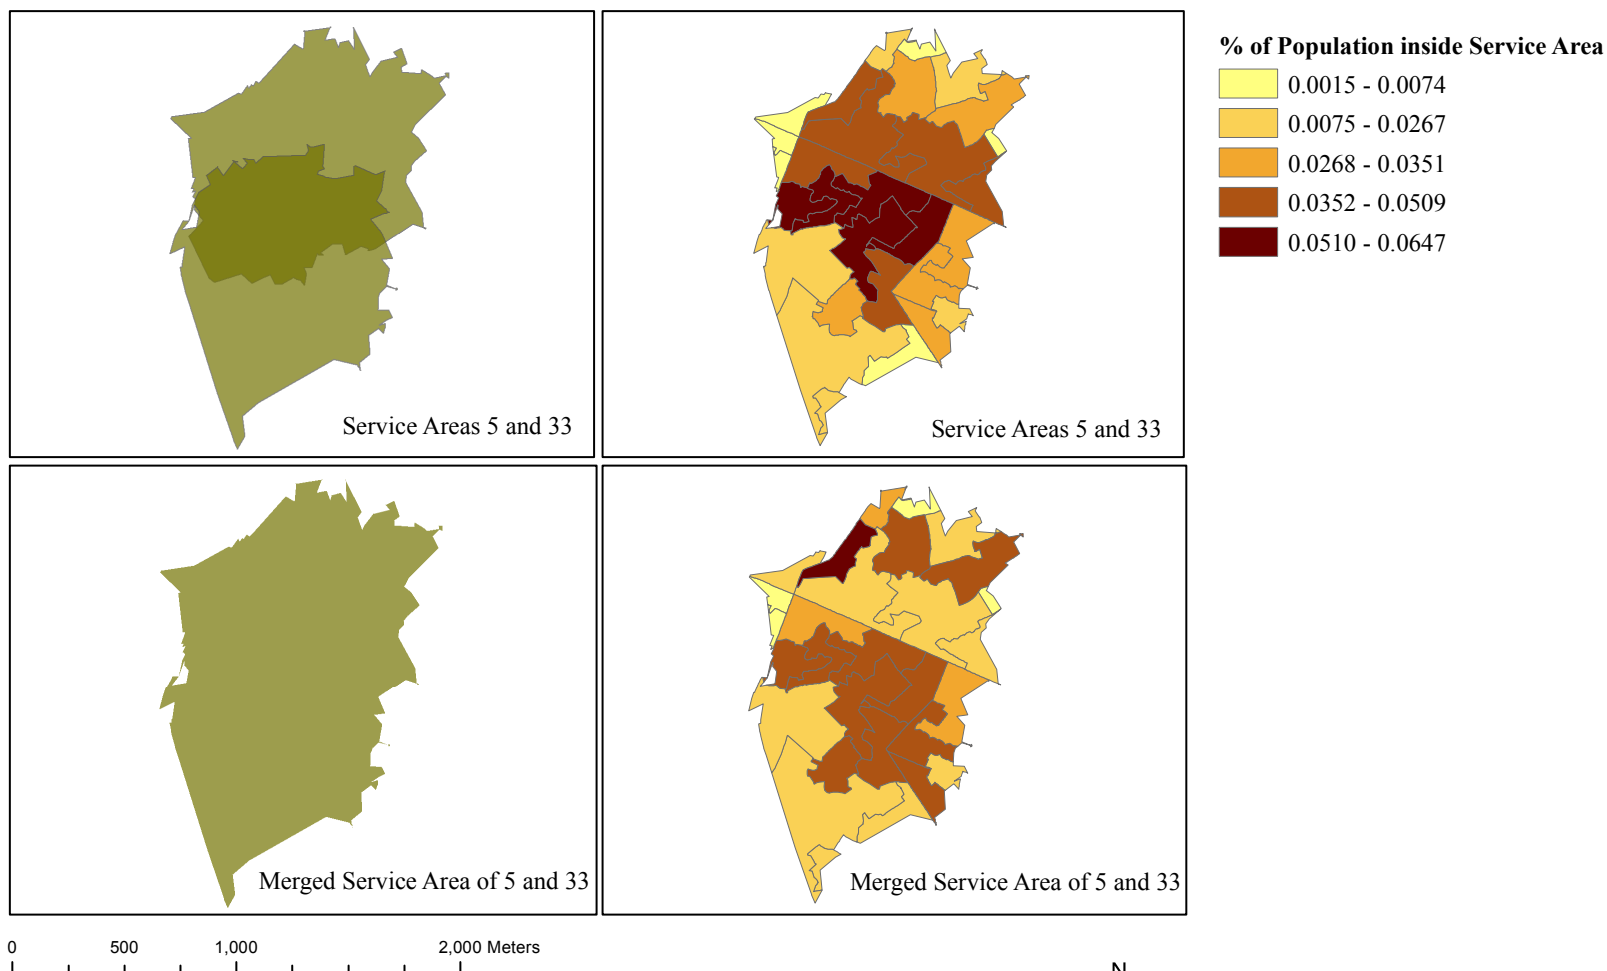 % of Population inside Service Area
0.0015 - 0.0074
0.0075 - 0.0267
0.0268 - 0.0351
0.0352 - 0.0509
0.0510 - 0.0647
Service Areas 5 and 33
Service Areas 5 and 33
Merged Service Area of 5 and 33
Merged Service Area of 5 and 33
0 500 1,000 2,000 Meters
N